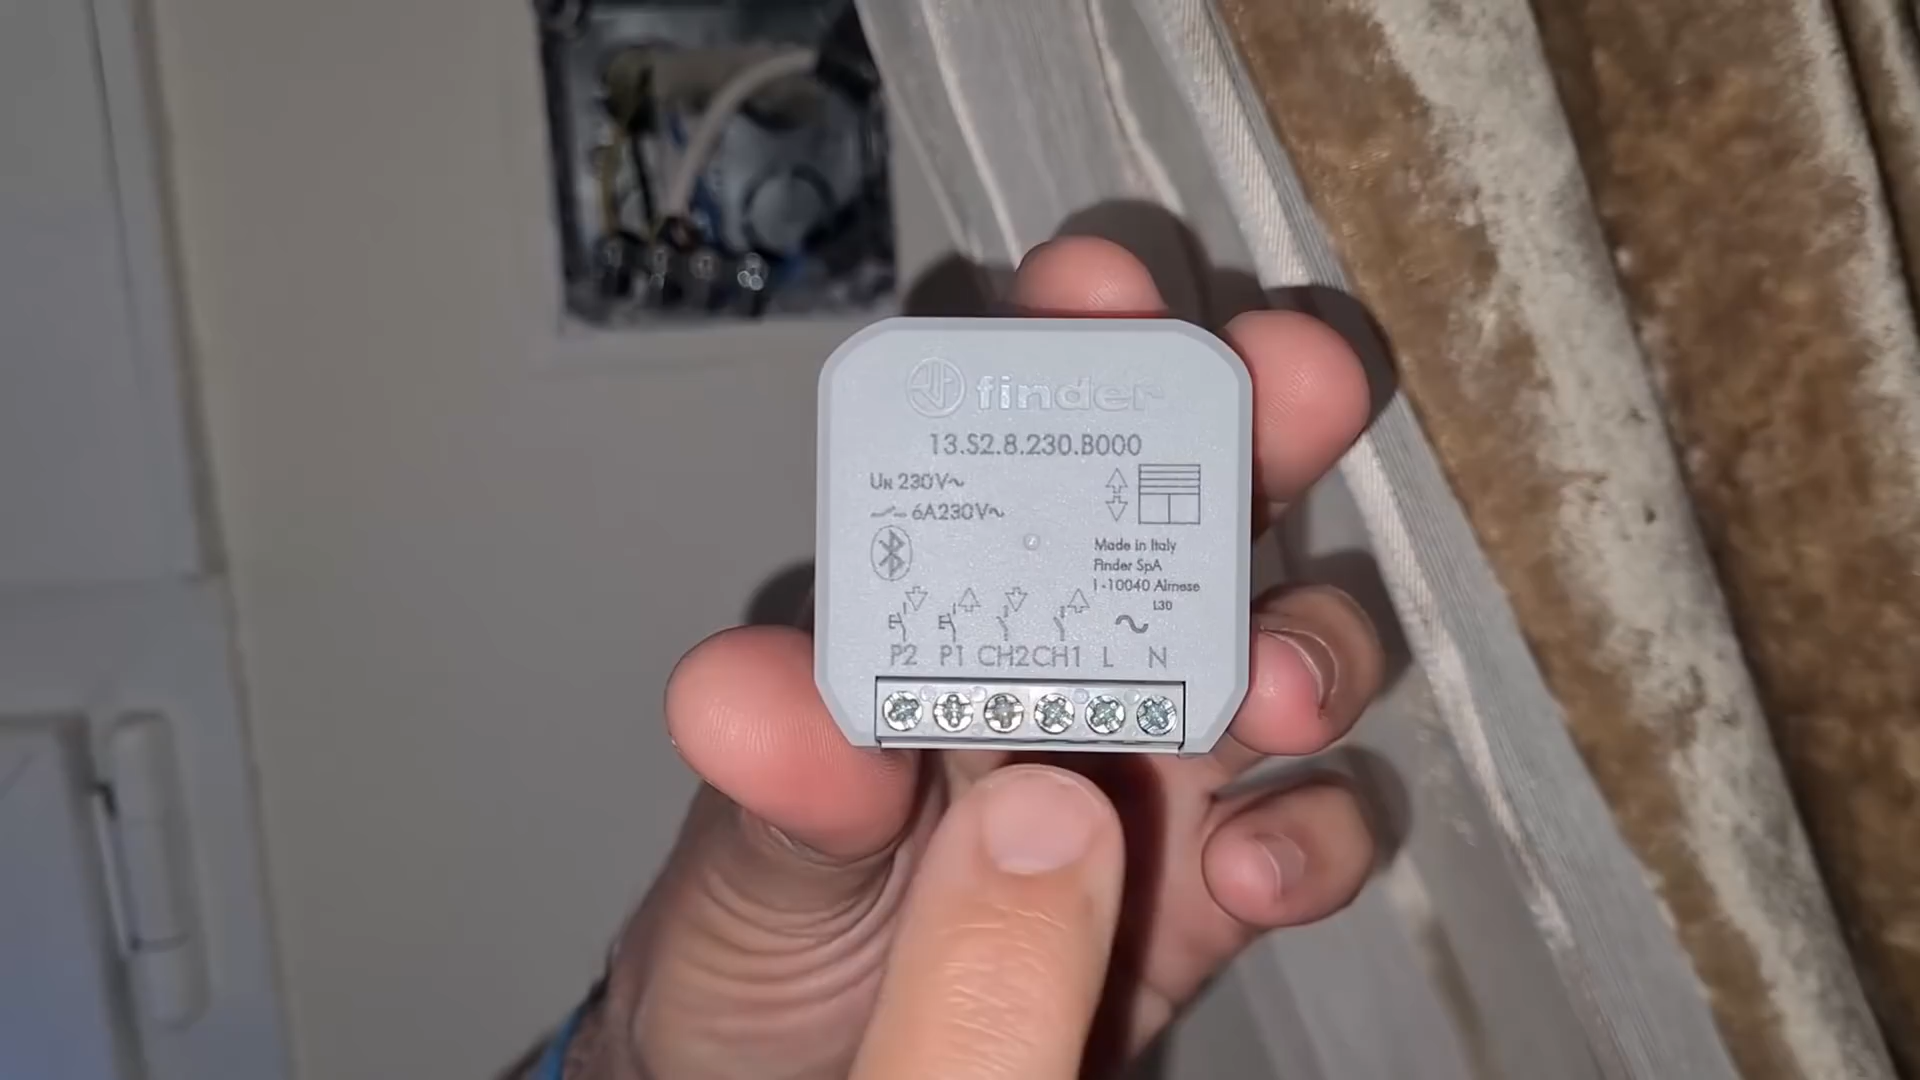 finder
13.S2.8.230.B000
UN 230V~
6A230V~
Made in Italy
Finder SpA
I-10040 Almese
L30
P2 P1 CH2 CH1 L N